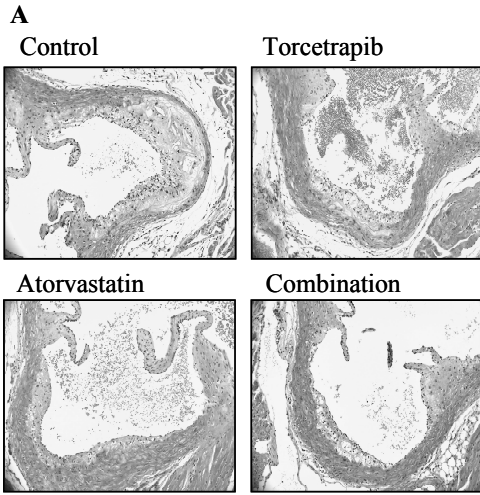 A
Control
Torcetrapib
Atorvastatin
Combination